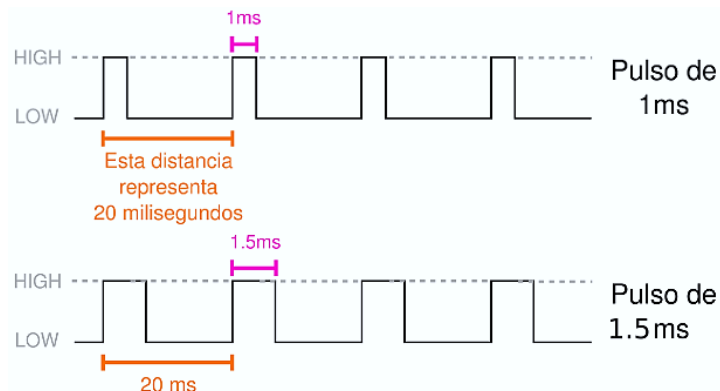 1ms
HIGH
Pulso de
1ms
LOW
Esta distancia
representa
20 milisegundos
1.5ms
HIGH
Pulso de
1.5ms
LOW
20 ms